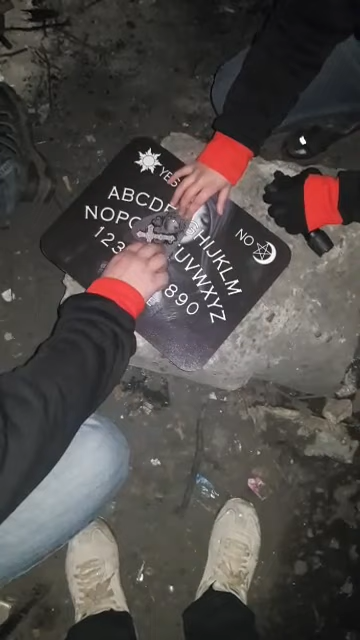 YES
NO
ABCDE HIJKLM
NOPQ UVWXYZ
123 890